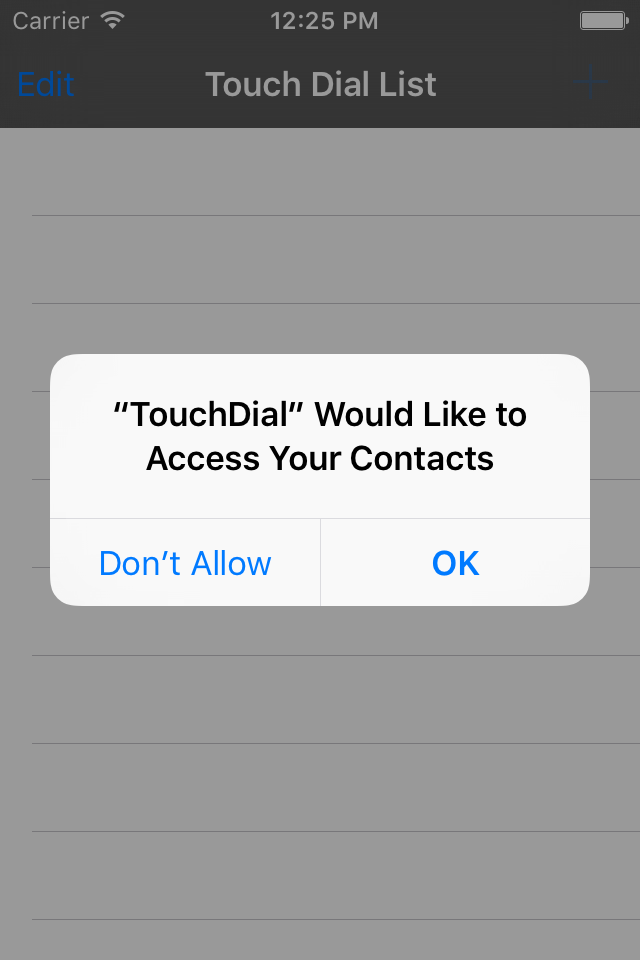 Carrier 12:25 PM
Edit Touch Dial List +
“TouchDial” Would Like to
Access Your Contacts
Don’t Allow OK